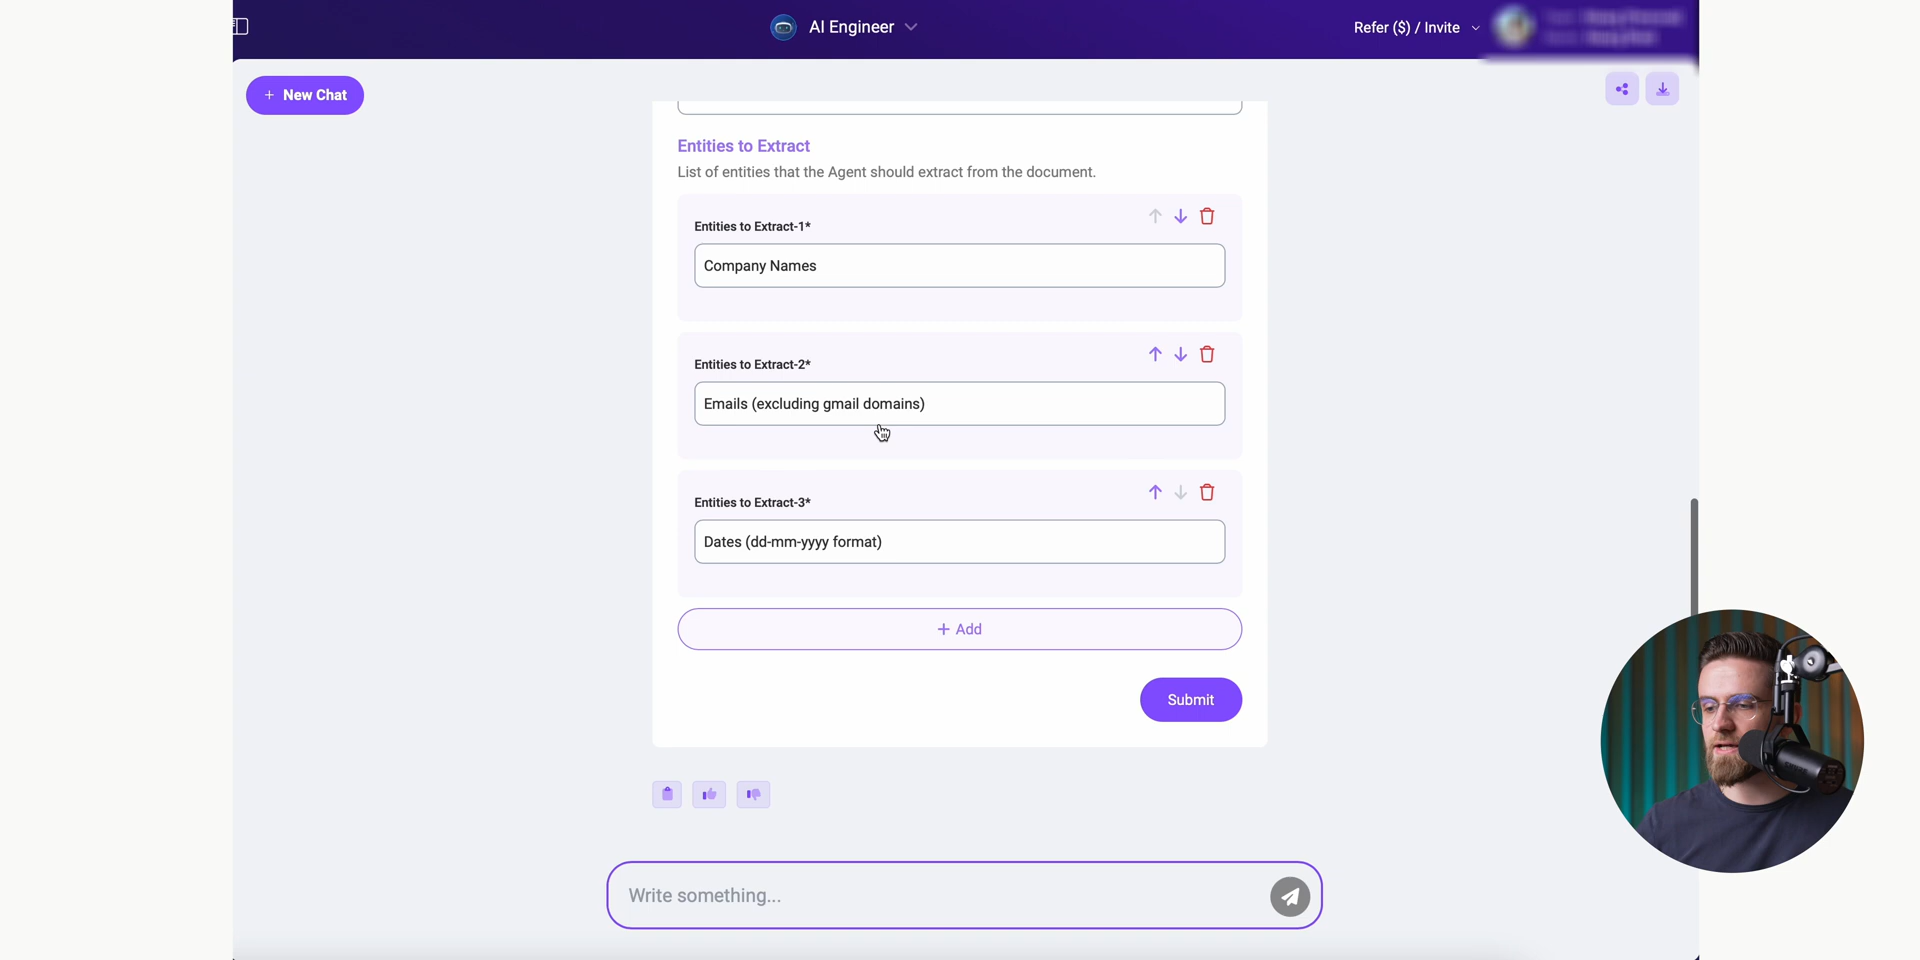 AI Engineer
Refer ($) / Invite
+ New Chat
Entities to Extract
List of entities that the Agent should extract from the document.
Entities to Extract-1*
Company Names
Entities to Extract-2*
Emails (excluding gmail domains)
Entities to Extract-3*
Dates (dd-mm-yyyy format)
+ Add
Submit
Write something...